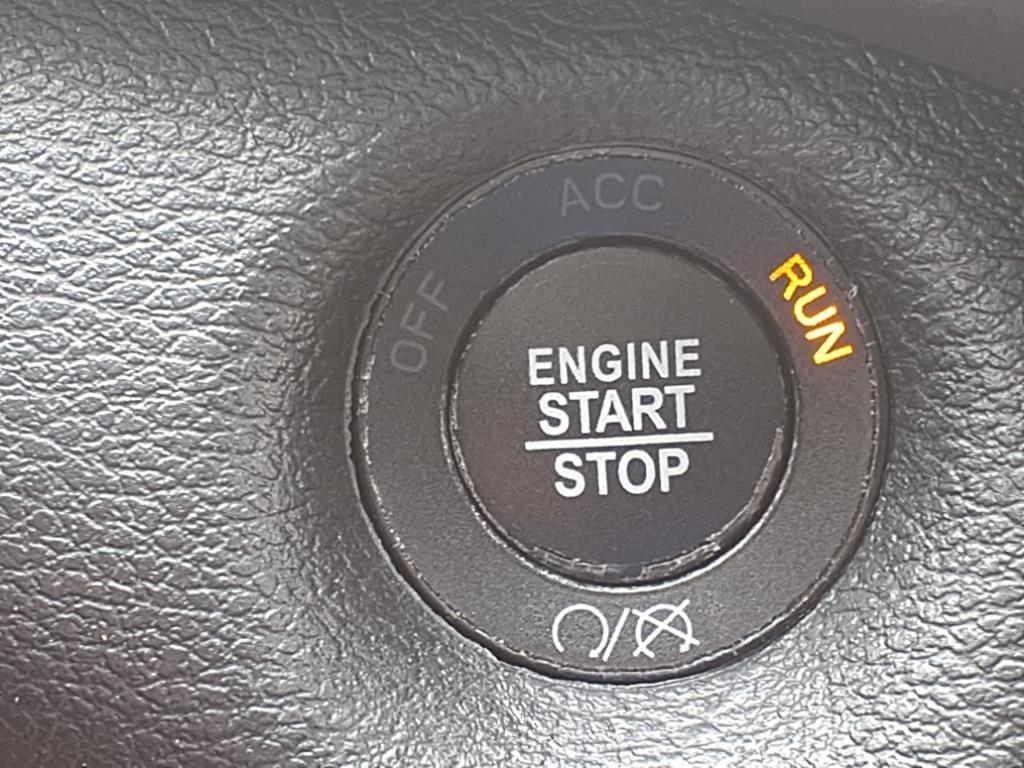 ACC
OFF
RUN
ENGINE
START
STOP